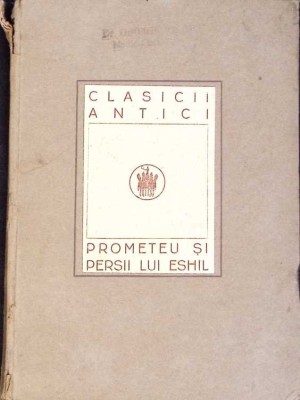 CLASICII
ANTICI
PROMETEU ȘI
PERSII LUI ESHIL